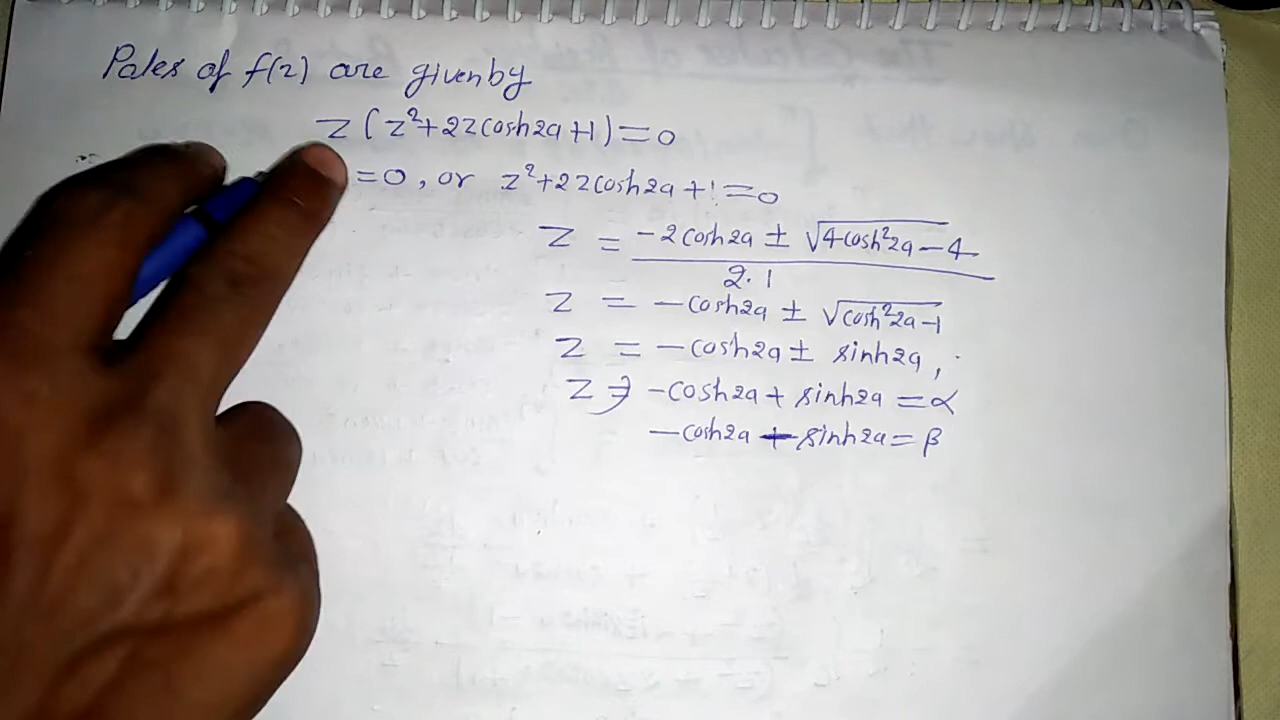 Poles of f(z) are given by
z (z²+2z cosh2a +1) = 0
= 0, or z²+2z cosh2a + 1 = 0
z = -2cosh2a ± √4cosh²2a - 4 / 2.1
z = -cosh2a ± √cosh²2a-1
z = -cosh2a ± sinh2a,
z ⇒ -cosh2a + sinh2a = α
-cosh2a - sinh2a = β